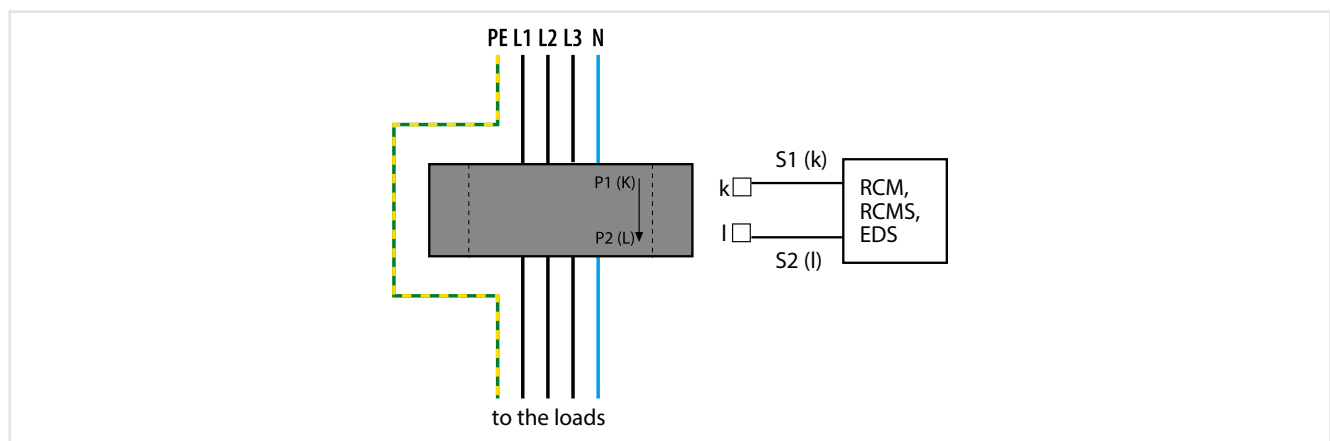 PE L1 L2 L3 N
P1 (K)
P2 (L)
k
l
S1 (k)
S2 (l)
RCM,
RCMS,
EDS
to the loads